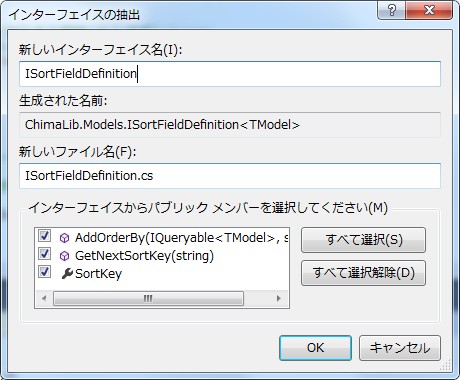 インターフェイスの抽出
新しいインターフェイス名(I):
ISortFieldDefinition
生成された名前:
ChimaLib.Models.ISortFieldDefinition<TModel>
新しいファイル名(F):
ISortFieldDefinition.cs
インターフェイスからパブリック メンバーを選択してください(M)
AddOrderBy(IQueryable<TModel>, s
すべて選択(S)
GetNextSortKey(string)
すべて選択解除(D)
SortKey
OK
キャンセル